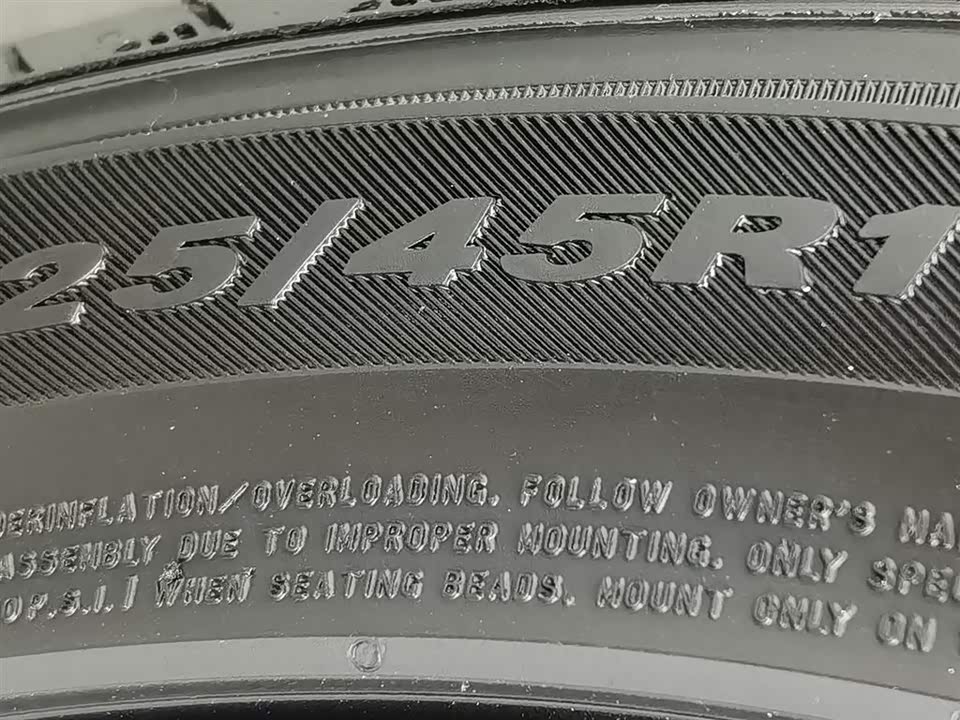 25/45R1
DERINFLATION/OVERLOADING. FOLLOW OWNER'S MA
ASSEMBLY DUE TO IMPROPER MOUNTING. ONLY SPE
OP.S.I.) WHEN SEATING BEADS. MOUNT ONLY ON